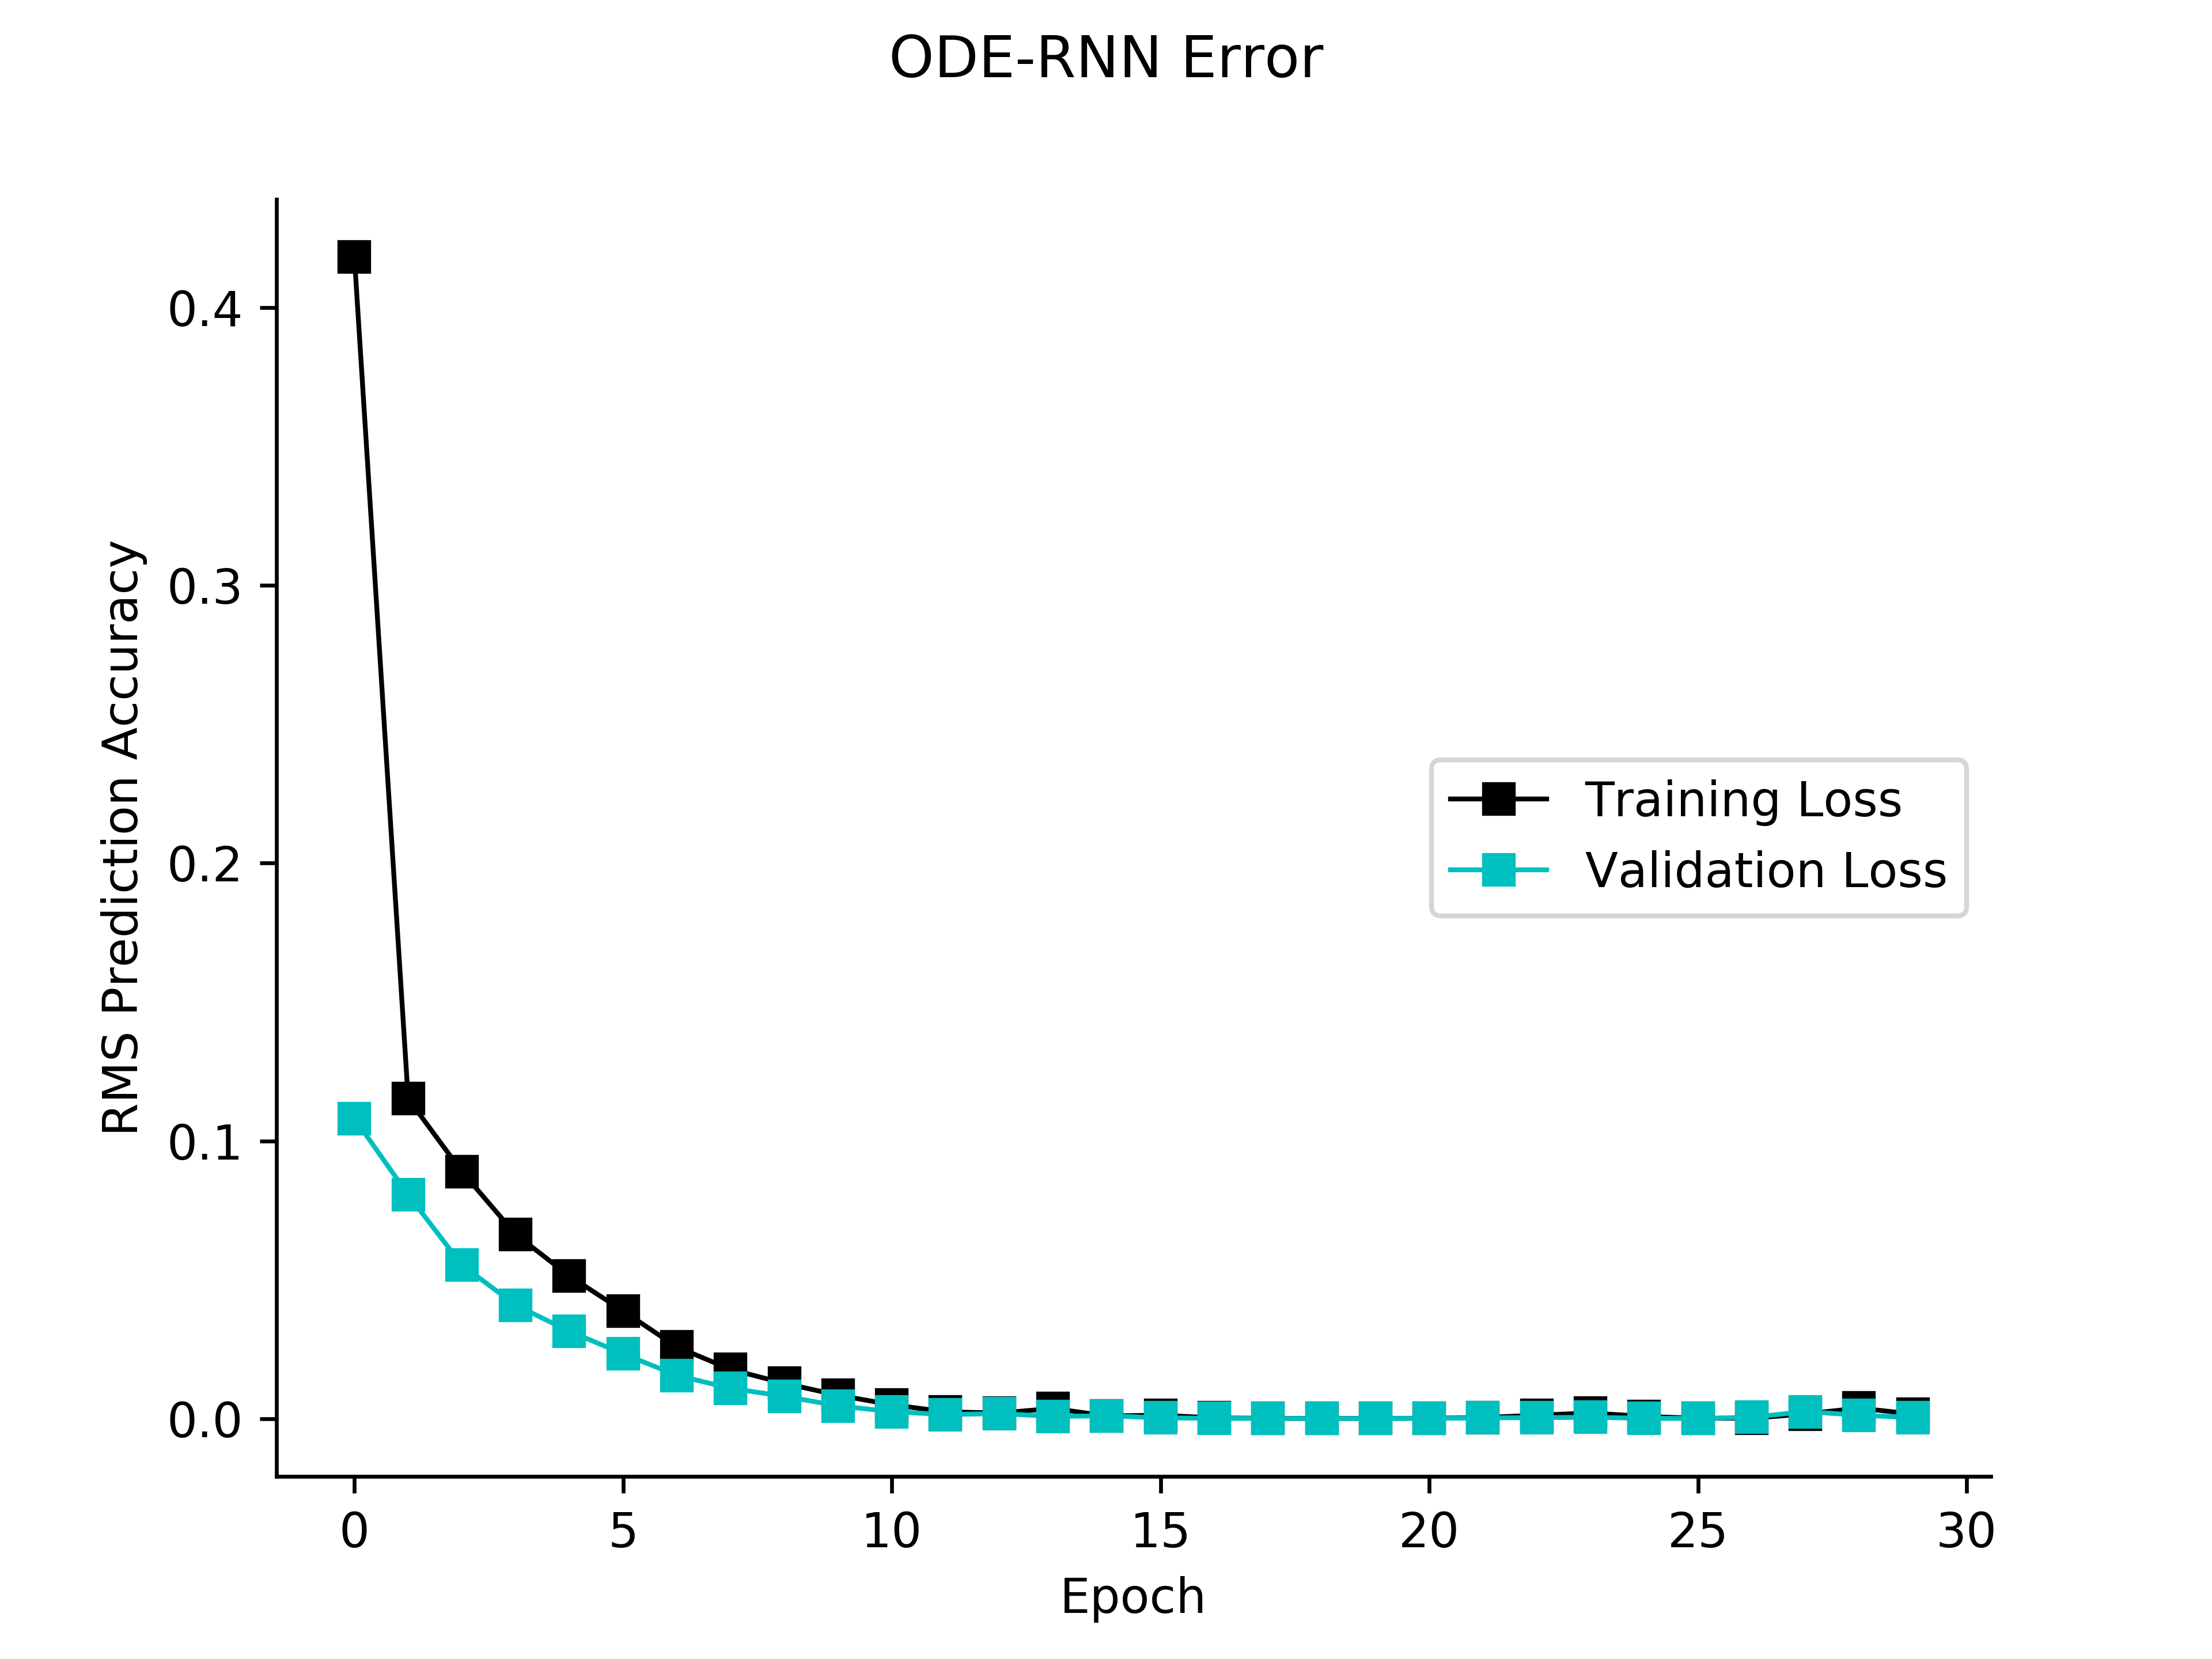 ODE-RNN Error
RMS Prediction Accuracy
0.4
0.3
0.2
0.1
0.0
Training Loss
Validation Loss
0 5 10 15 20 25 30
Epoch